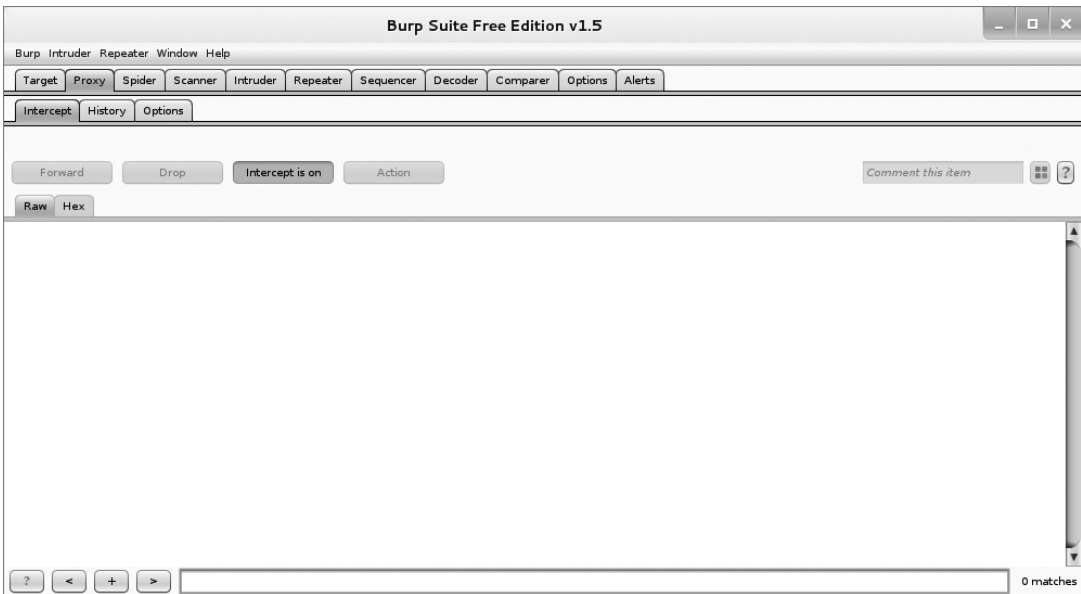 Burp Suite Free Edition v1.5
Burp Intruder Repeater Window Help
Target Proxy Spider Scanner Intruder Repeater Sequencer Decoder Comparer Options Alerts
Intercept History Options
Forward Drop Intercept is on Action Comment this item ?
Raw Hex
? < + > 0 matches